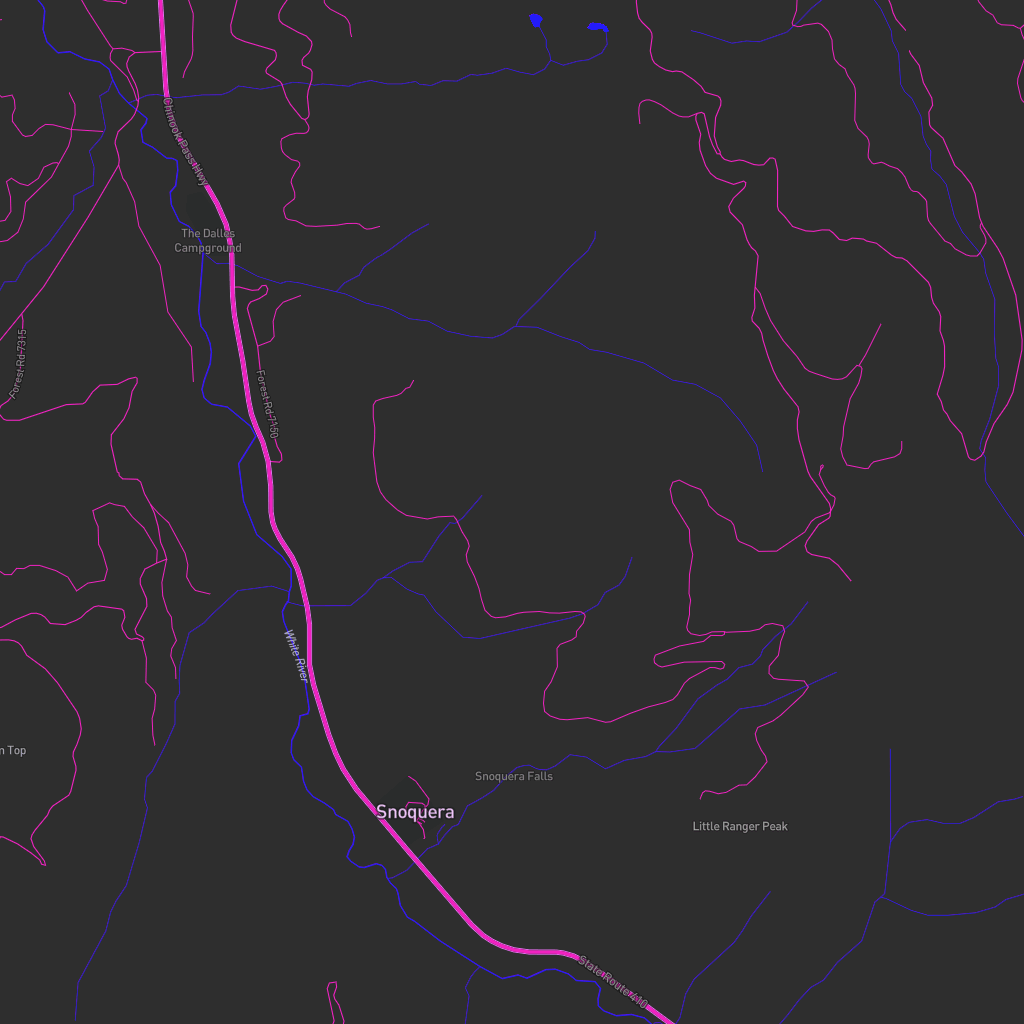 Chinook Pass Hwy
The Dalles
Campground
Forest Rd 7315
Forest Rd 7150
White River
n Top
Snoquera Falls
Snoquera
Little Ranger Peak
State Route 410